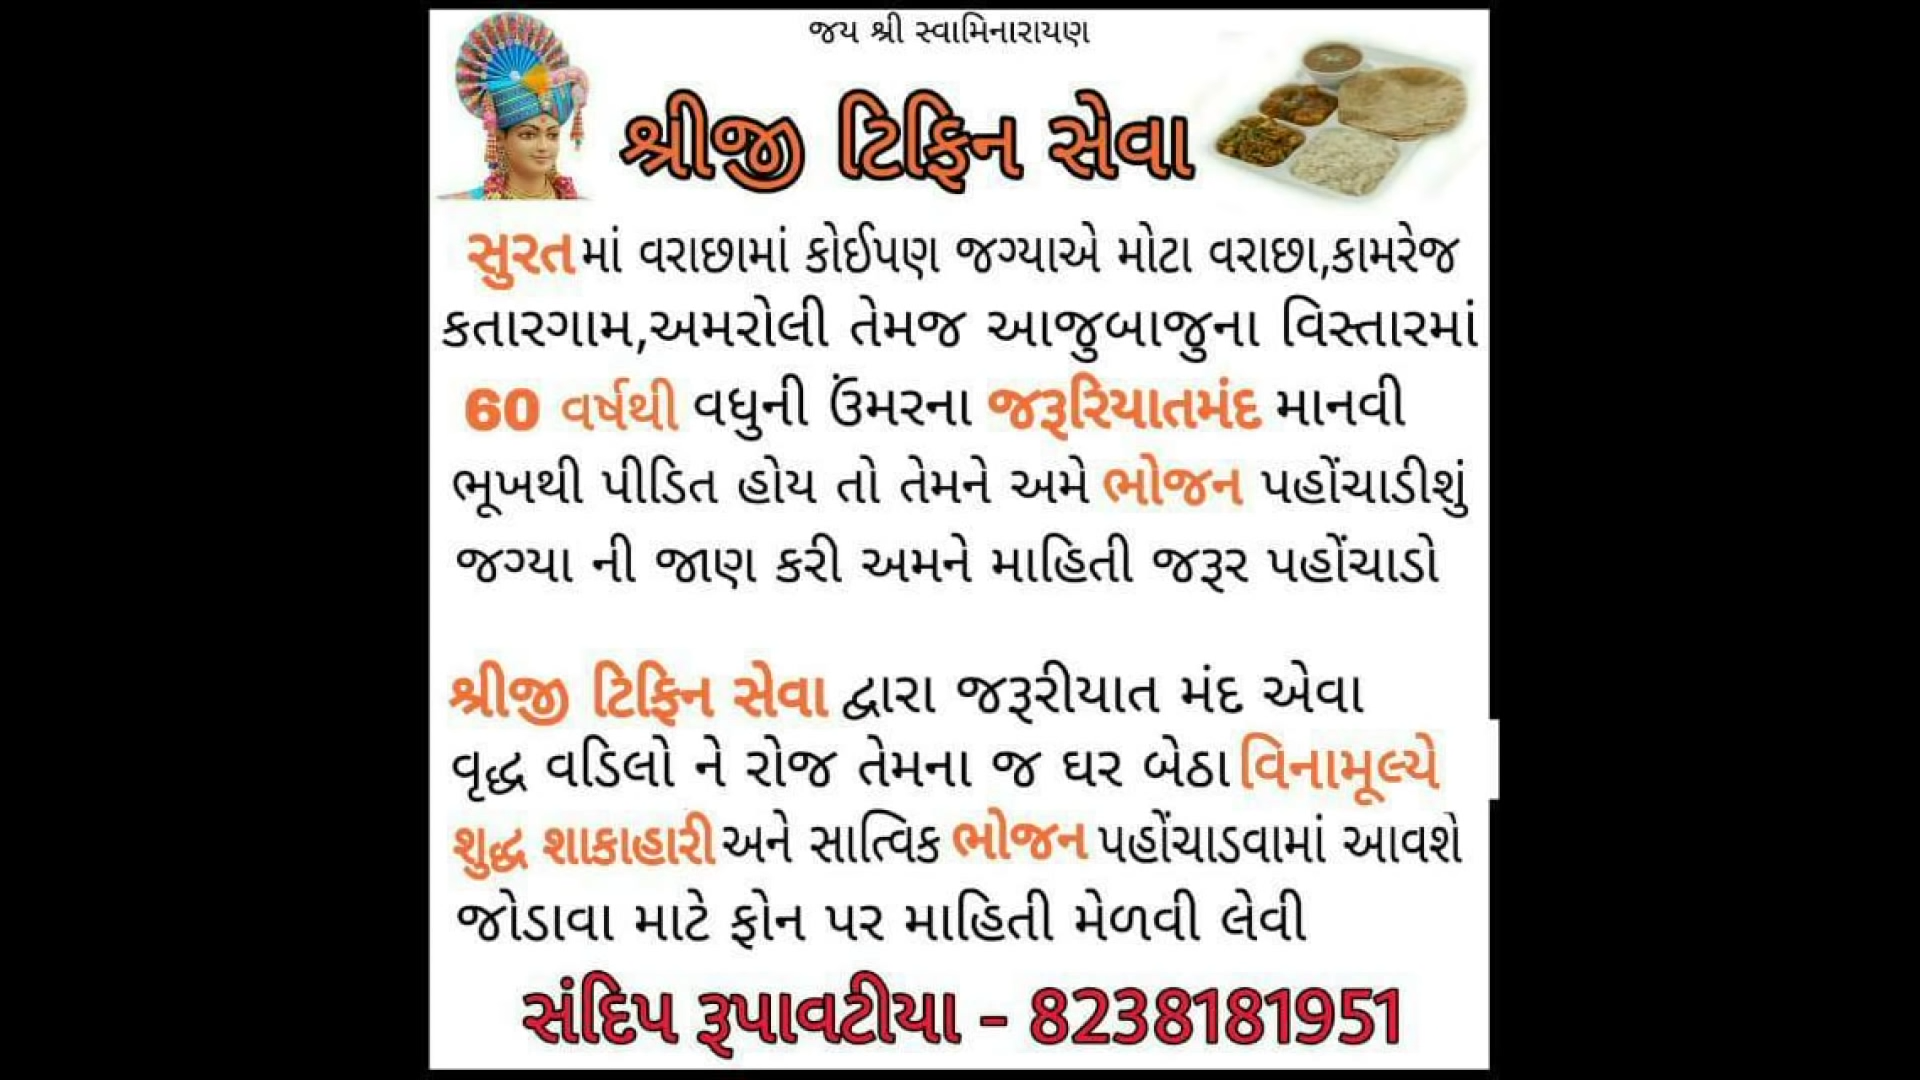 જય શ્રી સ્વામિનારાયણ
શ્રીજી ટિફિન સેવા
સુરતમાં વરાછામાં કોઈપણ જગ્યાએ મોટા વરાછા,કામરેજ
કતારગામ,અમરોલી તેમજ આજુબાજુના વિસ્તારમાં
60 વર્ષથી વધુની ઉંમરના જરૂરિયાતમંદ માનવી
ભૂખથી પીડિત હોય તો તેમને અમે ભોજન પહોંચાડીશું
જગ્યા ની જાણ કરી અમને માહિતી જરૂર પહોંચાડો
શ્રીજી ટિફિન સેવા દ્વારા જરૂરીયાત મંદ એવા
વૃદ્ધ વડિલો ને રોજ તેમના જ ઘર બેઠા વિનામૂલ્યે
શુદ્ધ શાકાહારી અને સાત્વિક ભોજન પહોંચાડવામાં આવશે
જોડાવા માટે ફોન પર માહિતી મેળવી લેવી
સંદિપ રૂપાવટીયા - 8238181951